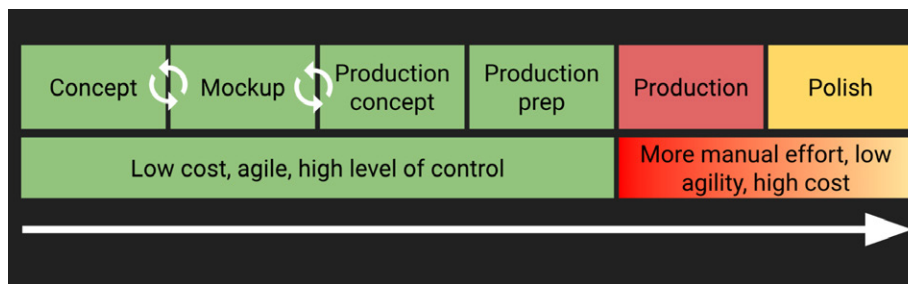 Concept
Mockup
Production
concept
Production
prep
Production
Polish
Low cost, agile, high level of control
More manual effort, low
agility, high cost